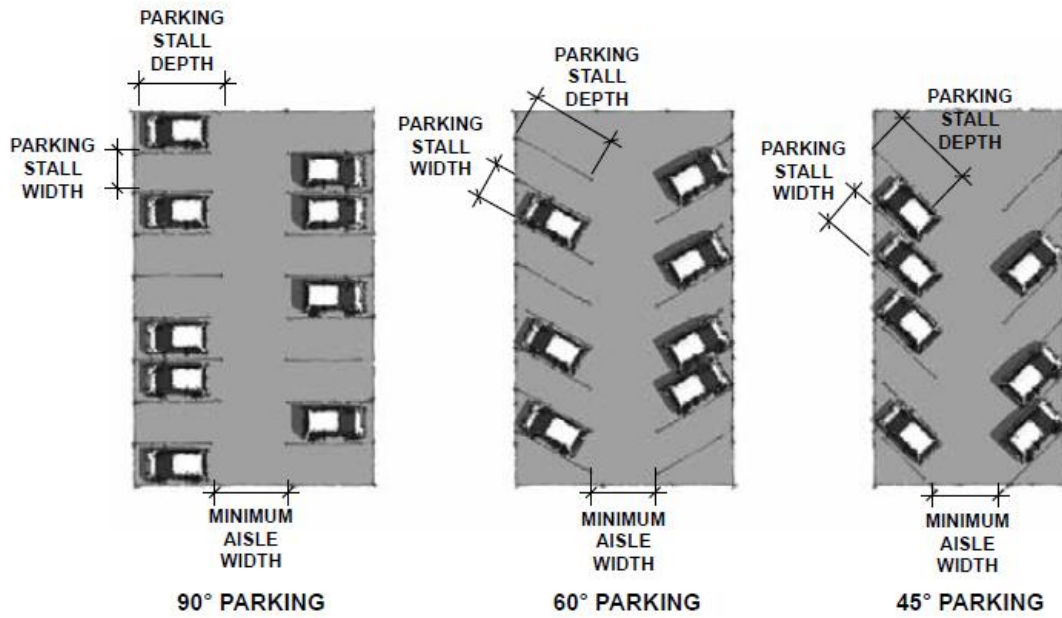 PARKING
STALL
DEPTH
PARKING
STALL
WIDTH
MINIMUM
AISLE
WIDTH
90° PARKING
PARKING
STALL
DEPTH
PARKING
STALL WIDTH
MINIMUM
AISLE
WIDTH
60° PARKING
PARKING
STALL
DEPTH
PARKING
STALL WIDTH
MINIMUM
AISLE
WIDTH
45° PARKING